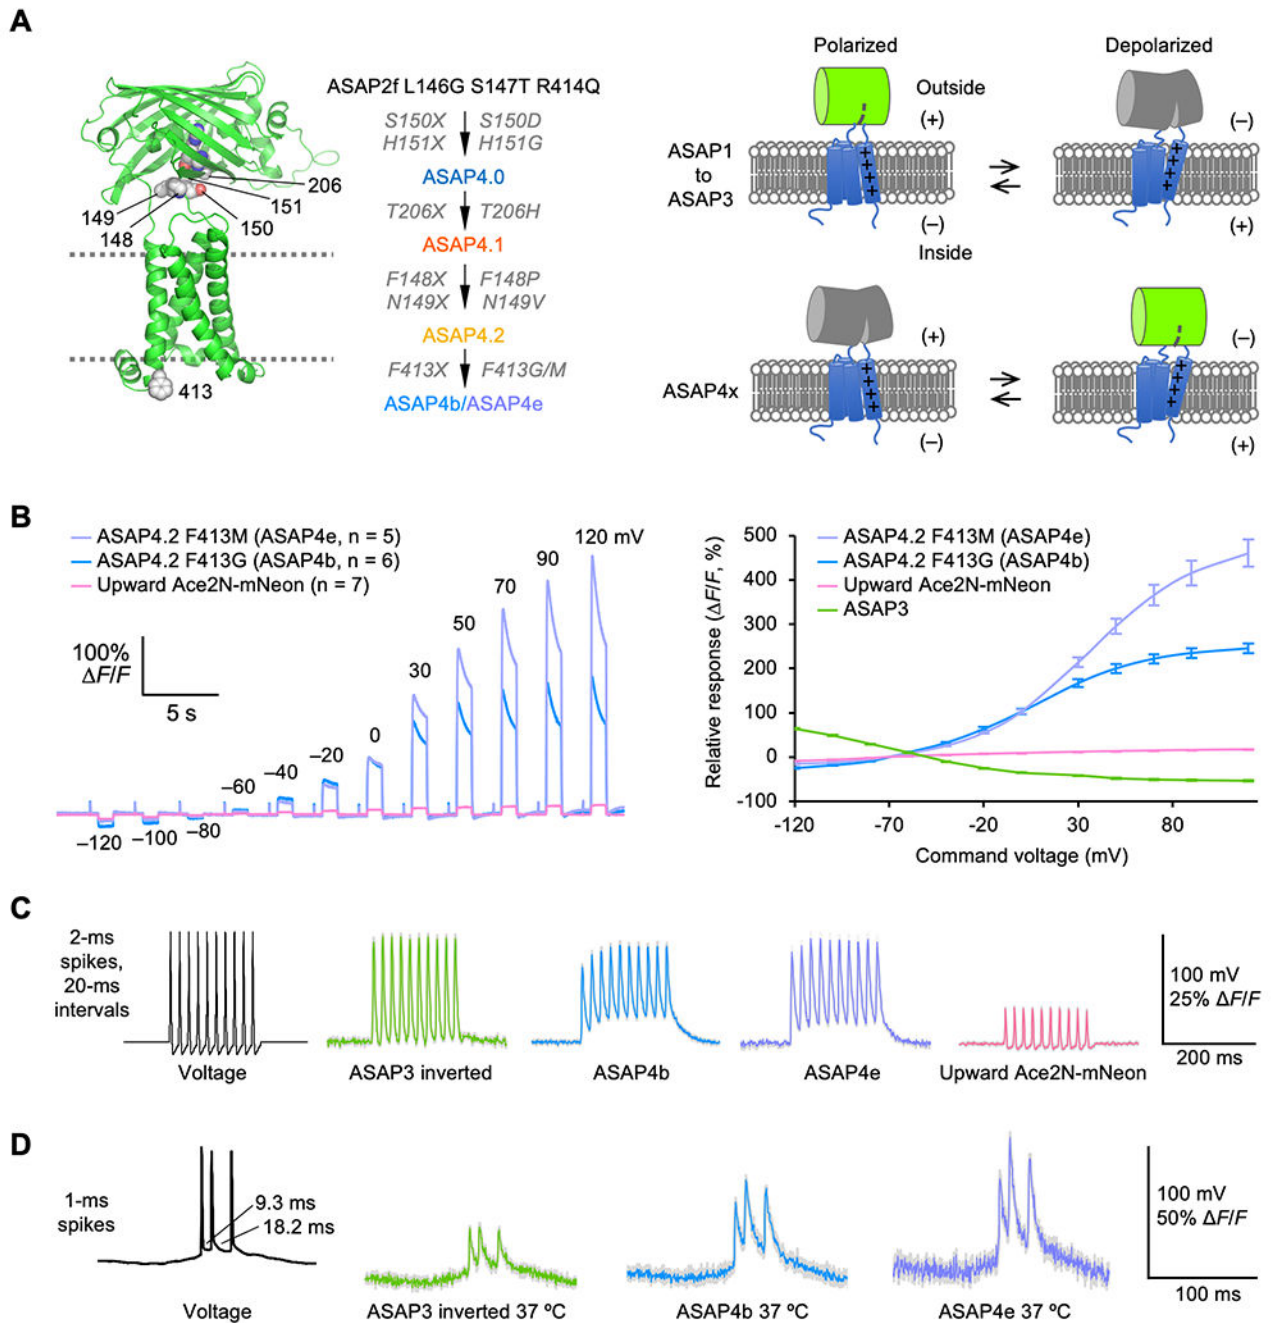 A
ASAP2f L146G S147T R414Q
S150X S150D
H151X H151G
ASAP4.0
T206X T206H
ASAP4.1
F148X F148P
N149X N149V
ASAP4.2
F413X F413G/M
ASAP4b/ASAP4e
206
151
149
148
150
413
Polarized
Depolarized
Outside
(+)
(–)
ASAP1
to
ASAP3
(–)
(+)
Inside
(+)
(–)
ASAP4x
(–)
(+)
B
ASAP4.2 F413M (ASAP4e, n = 5)
ASAP4.2 F413G (ASAP4b, n = 6)
Upward Ace2N-mNeon (n = 7)
100%
ΔF/F
5 s
–120
–100
–80
–60
–40
–20
0
30
50
70
90
120 mV
ASAP4.2 F413M (ASAP4e)
ASAP4.2 F413G (ASAP4b)
Upward Ace2N-mNeon
ASAP3
Relative response (ΔF/F, %)
500
400
300
200
100
0
-100
-120 -70 -20 30 80
Command voltage (mV)
C
2-ms
spikes,
20-ms
intervals
Voltage
ASAP3 inverted
ASAP4b
ASAP4e
Upward Ace2N-mNeon
100 mV
25% ΔF/F
200 ms
D
1-ms
spikes
9.3 ms
18.2 ms
Voltage
ASAP3 inverted 37 ºC
ASAP4b 37 ºC
ASAP4e 37 ºC
100 mV
50% ΔF/F
100 ms